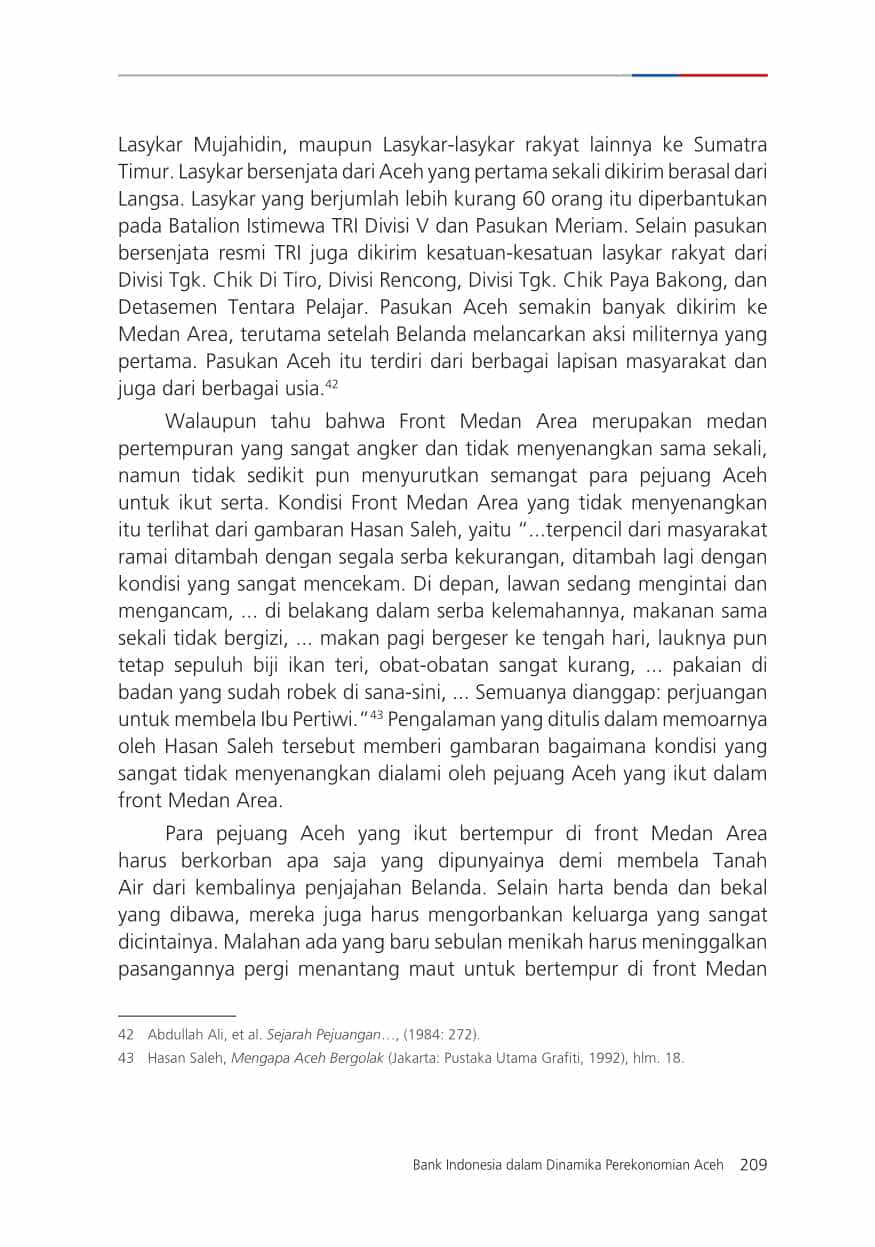 Lasykar Mujahidin, maupun Lasykar-lasykar rakyat lainnya ke Sumatra
Timur. Lasykar bersenjata dari Aceh yang pertama sekali dikirim berasal dari
Langsa. Lasykar yang berjumlah lebih kurang 60 orang itu diperbantukan
pada Batalion Istimewa TRI Divisi V dan Pasukan Meriam. Selain pasukan
bersenjata resmi TRI juga dikirim kesatuan-kesatuan lasykar rakyat dari
Divisi Tgk. Chik Di Tiro, Divisi Rencong, Divisi Tgk. Chik Paya Bakong, dan
Detasemen Tentara Pelajar. Pasukan Aceh semakin banyak dikirim ke
Medan Area, terutama setelah Belanda melancarkan aksi militernya yang
pertama. Pasukan Aceh itu terdiri dari berbagai lapisan masyarakat dan
juga dari berbagai usia.42
Walaupun tahu bahwa Front Medan Area merupakan medan
pertempuran yang sangat angker dan tidak menyenangkan sama sekali,
namun tidak sedikit pun menyurutkan semangat para pejuang Aceh
untuk ikut serta. Kondisi Front Medan Area yang tidak menyenangkan
itu terlihat dari gambaran Hasan Saleh, yaitu “...terpencil dari masyarakat
ramai ditambah dengan segala serba kekurangan, ditambah lagi dengan
kondisi yang sangat mencekam. Di depan, lawan sedang mengintai dan
mengancam, ... di belakang dalam serba kelemahannya, makanan sama
sekali tidak bergizi, ... makan pagi bergeser ke tengah hari, lauknya pun
tetap sepuluh biji ikan teri, obat-obatan sangat kurang, ... pakaian di
badan yang sudah robek di sana-sini, ... Semuanya dianggap: perjuangan
untuk membela Ibu Pertiwi.”43 Pengalaman yang ditulis dalam memoarnya
oleh Hasan Saleh tersebut memberi gambaran bagaimana kondisi yang
sangat tidak menyenangkan dialami oleh pejuang Aceh yang ikut dalam
front Medan Area.
Para pejuang Aceh yang ikut bertempur di front Medan Area
harus berkorban apa saja yang dipunyainya demi membela Tanah
Air dari kembalinya penjajahan Belanda. Selain harta benda dan bekal
yang dibawa, mereka juga harus mengorbankan keluarga yang sangat
dicintainya. Malahan ada yang baru sebulan menikah harus meninggalkan
pasangannya pergi menantang maut untuk bertempur di front Medan
42 Abdullah Ali, et al. Sejarah Pejuangan…, (1984: 272).
43 Hasan Saleh, Mengapa Aceh Bergolak (Jakarta: Pustaka Utama Grafiti, 1992), hlm. 18.
Bank Indonesia dalam Dinamika Perekonomian Aceh 209